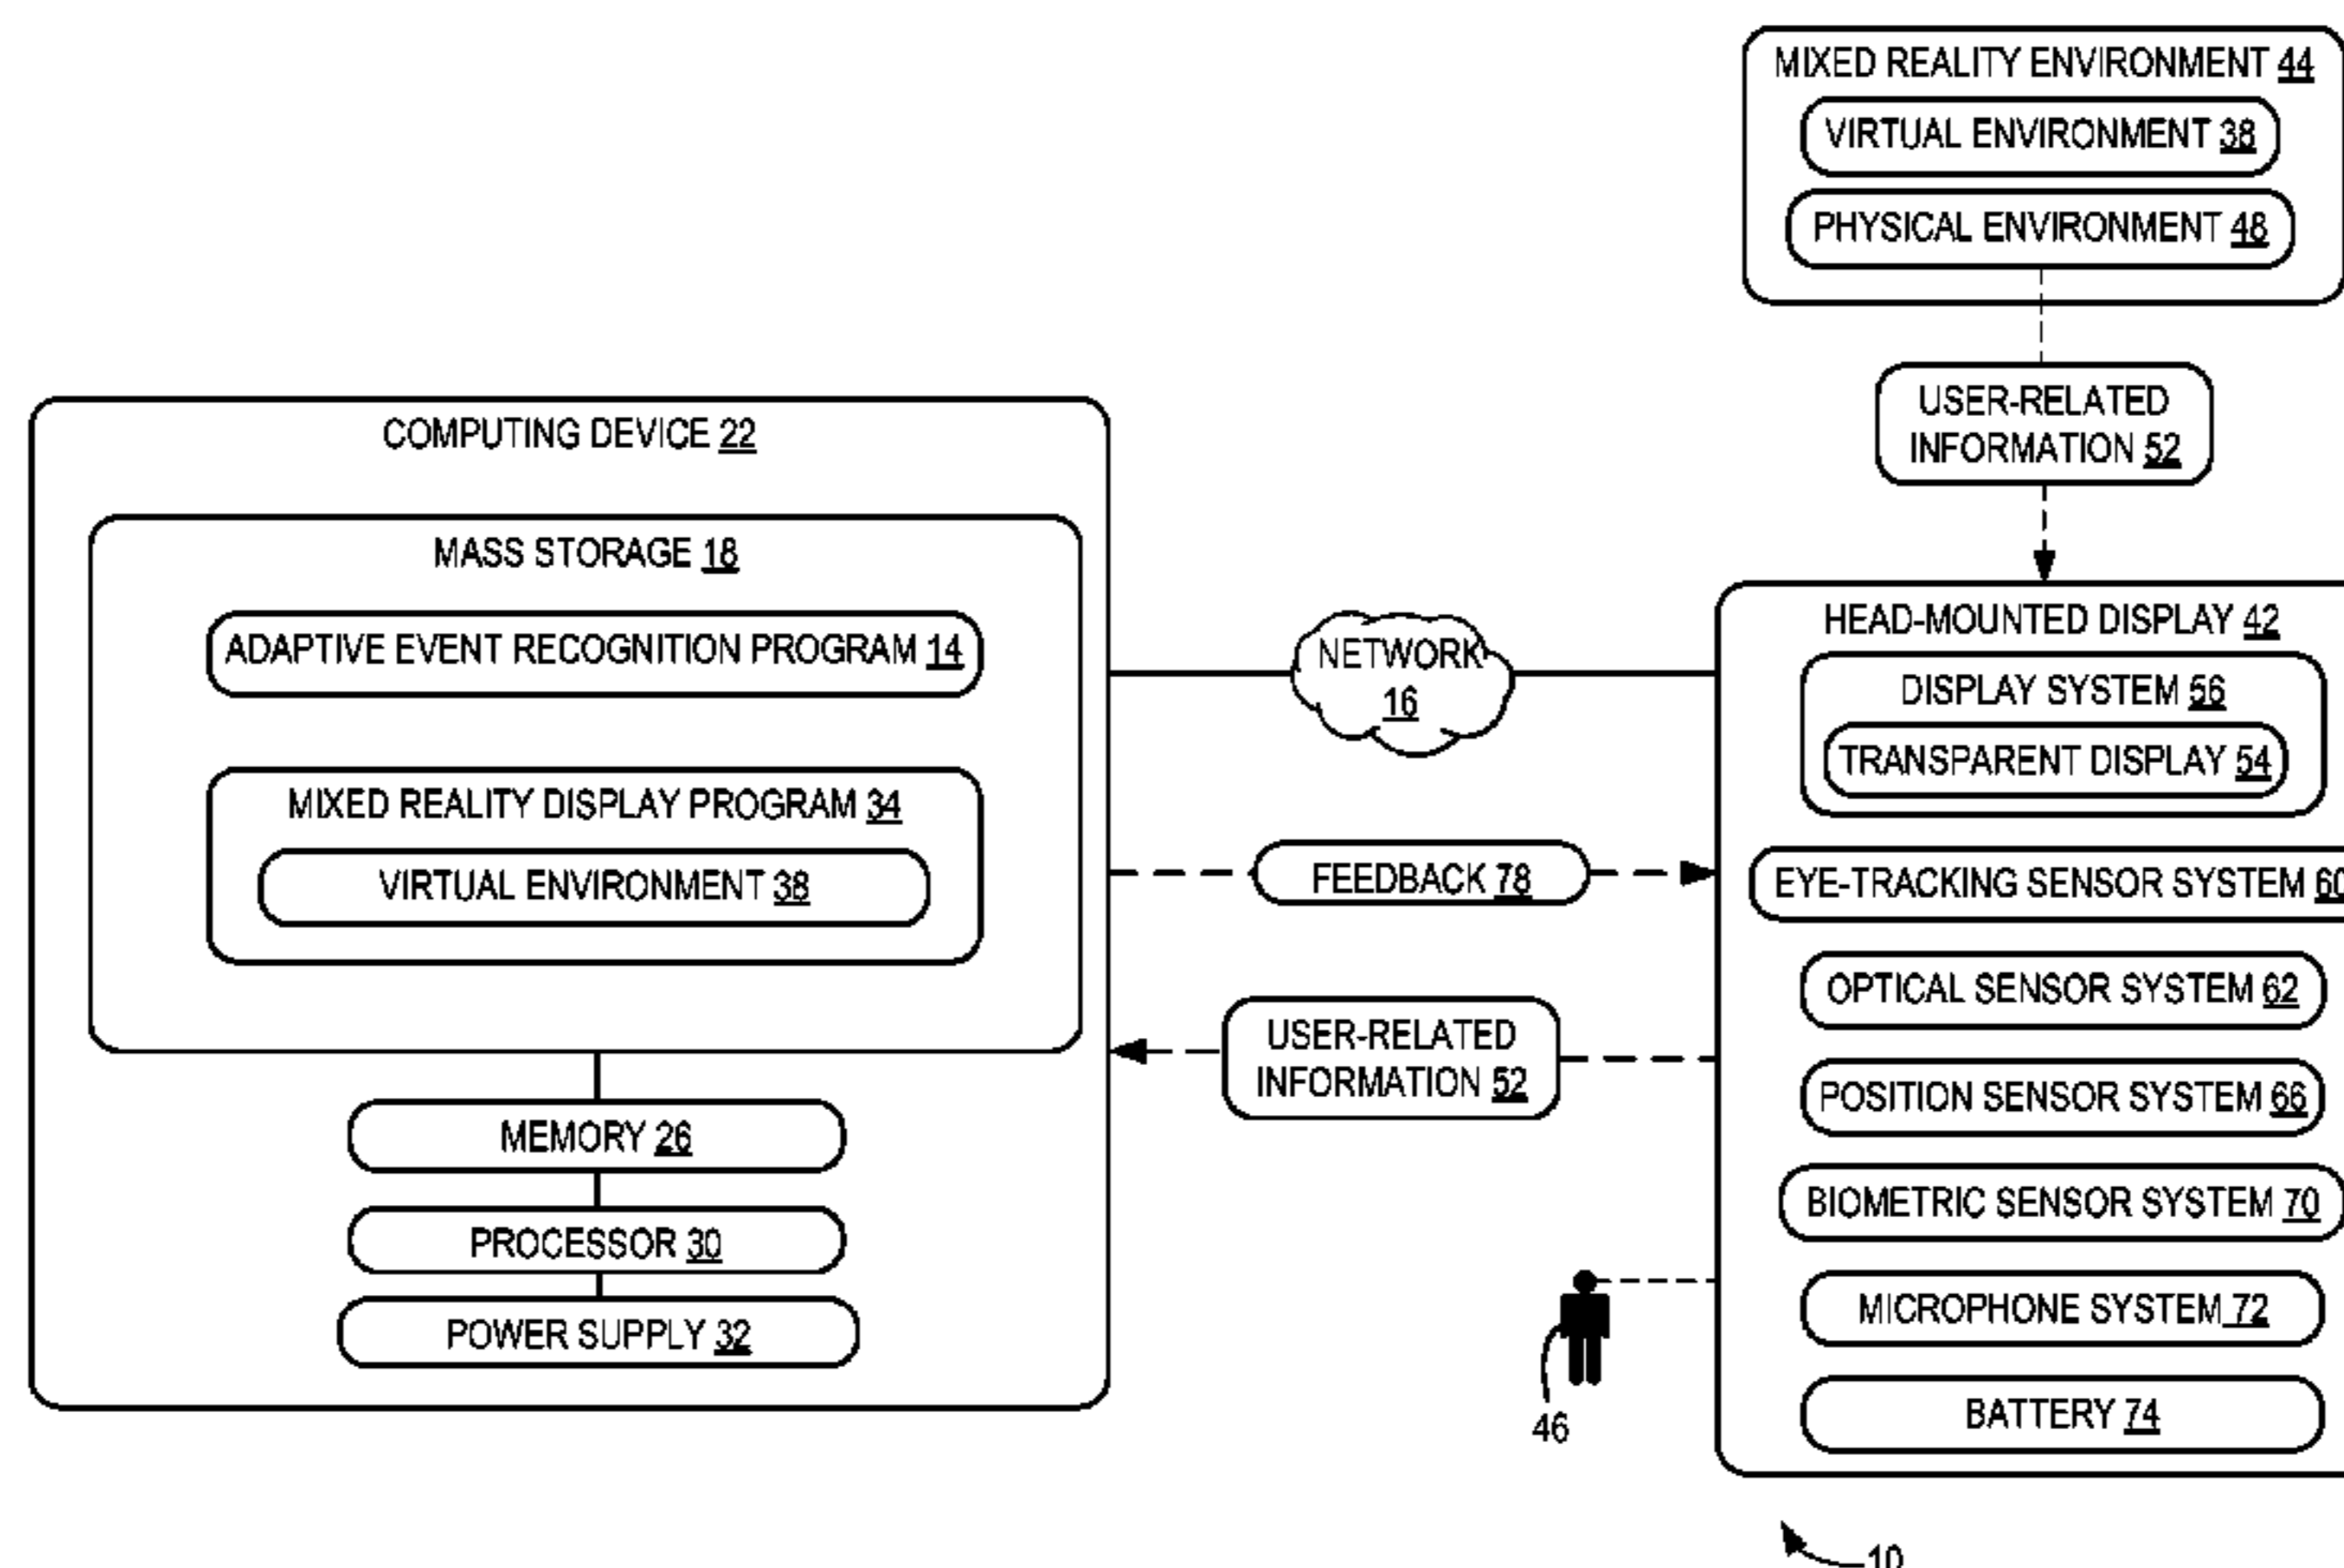 MIXED REALITY ENVIRONMENT 44
VIRTUAL ENVIRONMENT 38
PHYSICAL ENVIRONMENT 48
USER-RELATED
INFORMATION 52
COMPUTING DEVICE 22
MASS STORAGE 18
ADAPTIVE EVENT RECOGNITION PROGRAM 14
MIXED REALITY DISPLAY PROGRAM 34
VIRTUAL ENVIRONMENT 38
MEMORY 26
PROCESSOR 30
POWER SUPPLY 32
NETWORK
16
FEEDBACK 78
USER-RELATED
INFORMATION 52
46
HEAD-MOUNTED DISPLAY 42
DISPLAY SYSTEM 56
TRANSPARENT DISPLAY 54
EYE-TRACKING SENSOR SYSTEM 60
OPTICAL SENSOR SYSTEM 62
POSITION SENSOR SYSTEM 66
BIOMETRIC SENSOR SYSTEM 70
MICROPHONE SYSTEM 72
BATTERY 74
10